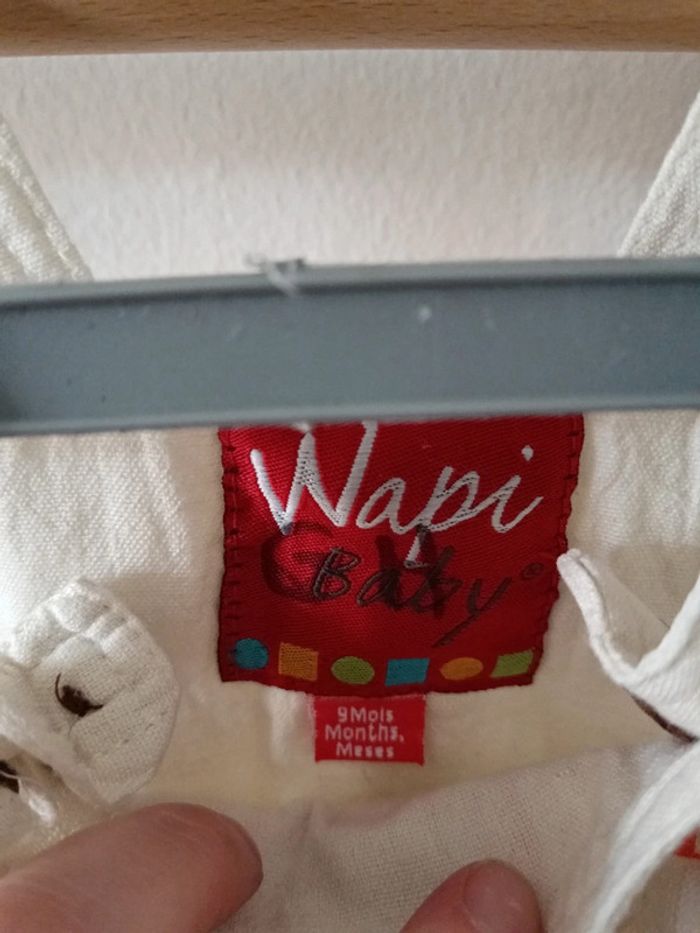 Wapi
Baby®
9 Mois
Months,
Meses